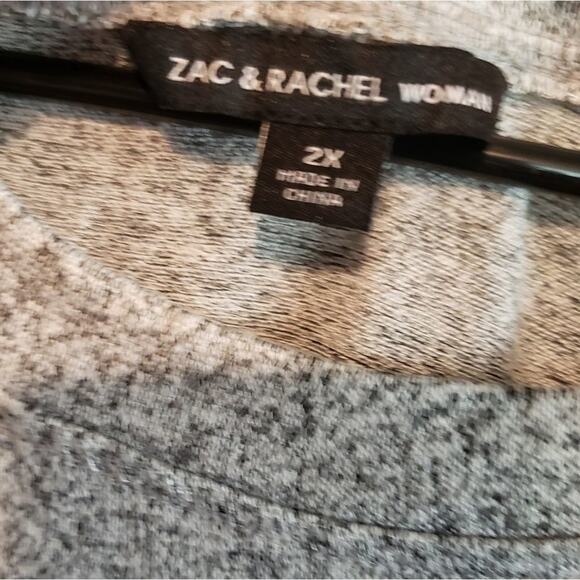 ZAC & RACHEL WOMAN
2X
MADE IN
CHINA